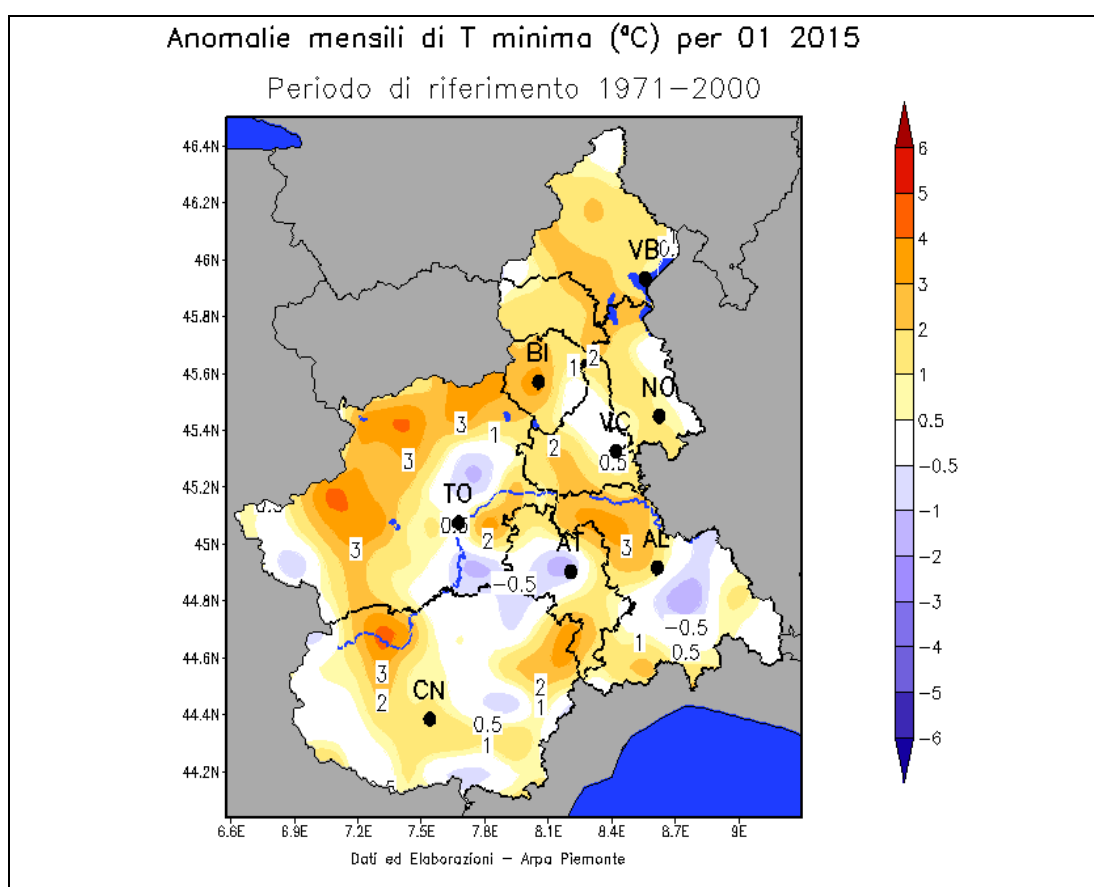 Anomalie mensili di T minima (ªC) per 01 2015
Periodo di riferimento 1971−2000
46.4N
46.2N
46N
45.8N
45.6N
45.4N
45.2N
45N
44.8N
44.6N
44.4N
44.2N
VB
0.
BI
1
2
NO
3
1
VC
3
2
0.5
TO
0.5
2
AT
3
AL
3
−0.5
−0.5
0.5
1
3
2
CN
2
1
0.5
1
6.6E 6.9E 7.2E 7.5E 7.8E 8.1E 8.4E 8.7E 9E
Dati ed Elaborazioni − Arpa Piemonte
6
5
4
3
2
1
0.5
−0.5
−1
−2
−3
−4
−5
−6